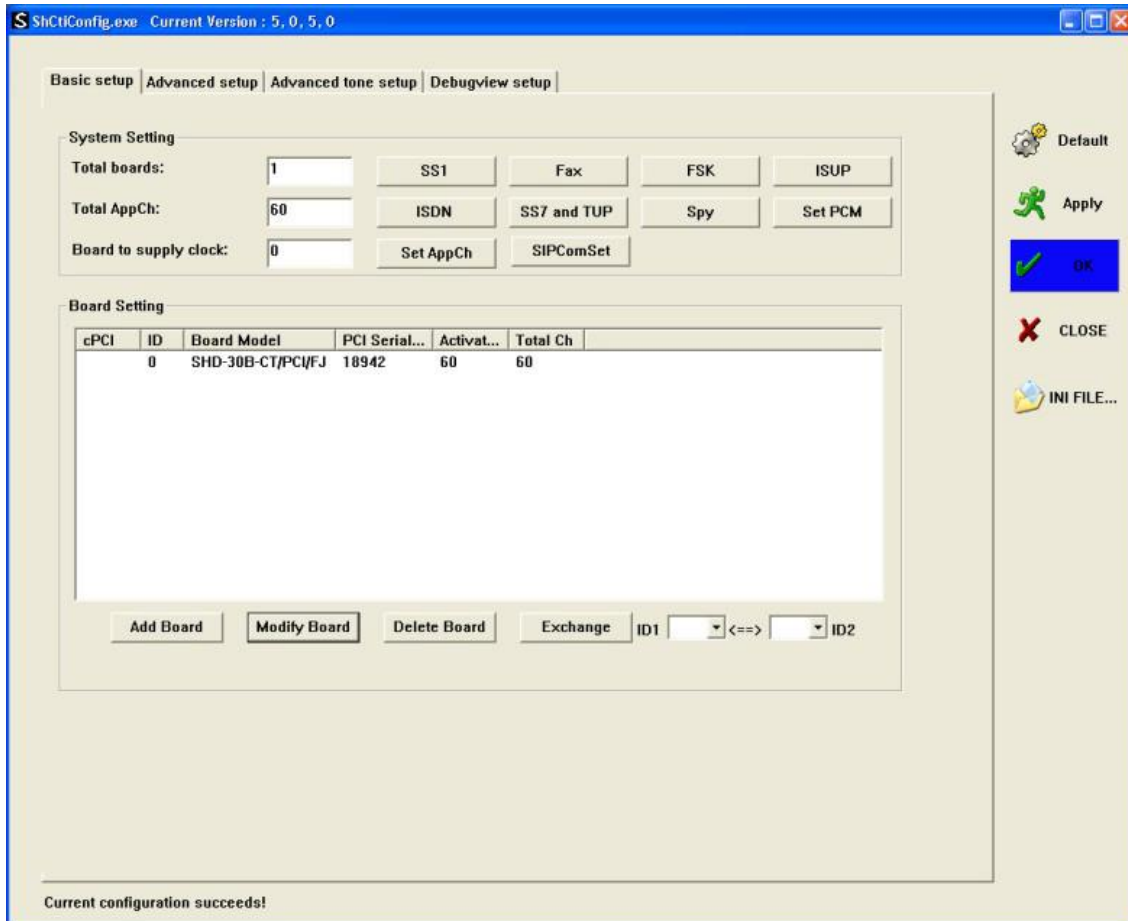 ShCtiConfig.exe Current Version : 5, 0, 5, 0
Basic setup Advanced setup Advanced tone setup Debugview setup
System Setting
Total boards: 1 SS1 Fax FSK ISUP
Total AppCh: 60 ISDN SS7 and TUP Spy Set PCM
Board to supply clock: 0 Set AppCh SIPComSet
Default
Apply
OK
CLOSE
INI FILE...
Board Setting
cPCI ID Board Model PCI Serial... Activat... Total Ch
0 SHD-30B-CT/PCI/FJ 18942 60 60
Add Board Modify Board Delete Board Exchange ID1 <==> ID2
Current configuration succeeds!